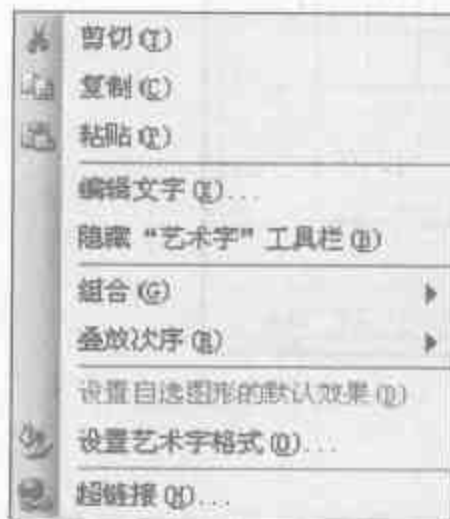 剪切(T)
复制(C)
粘贴(P)
编辑文字(X)...
隐藏“艺术字”工具栏(B)
组合(G)
叠放次序(R)
设置自选图形的默认效果(D)
设置艺术字格式(O)...
超链接(H)...